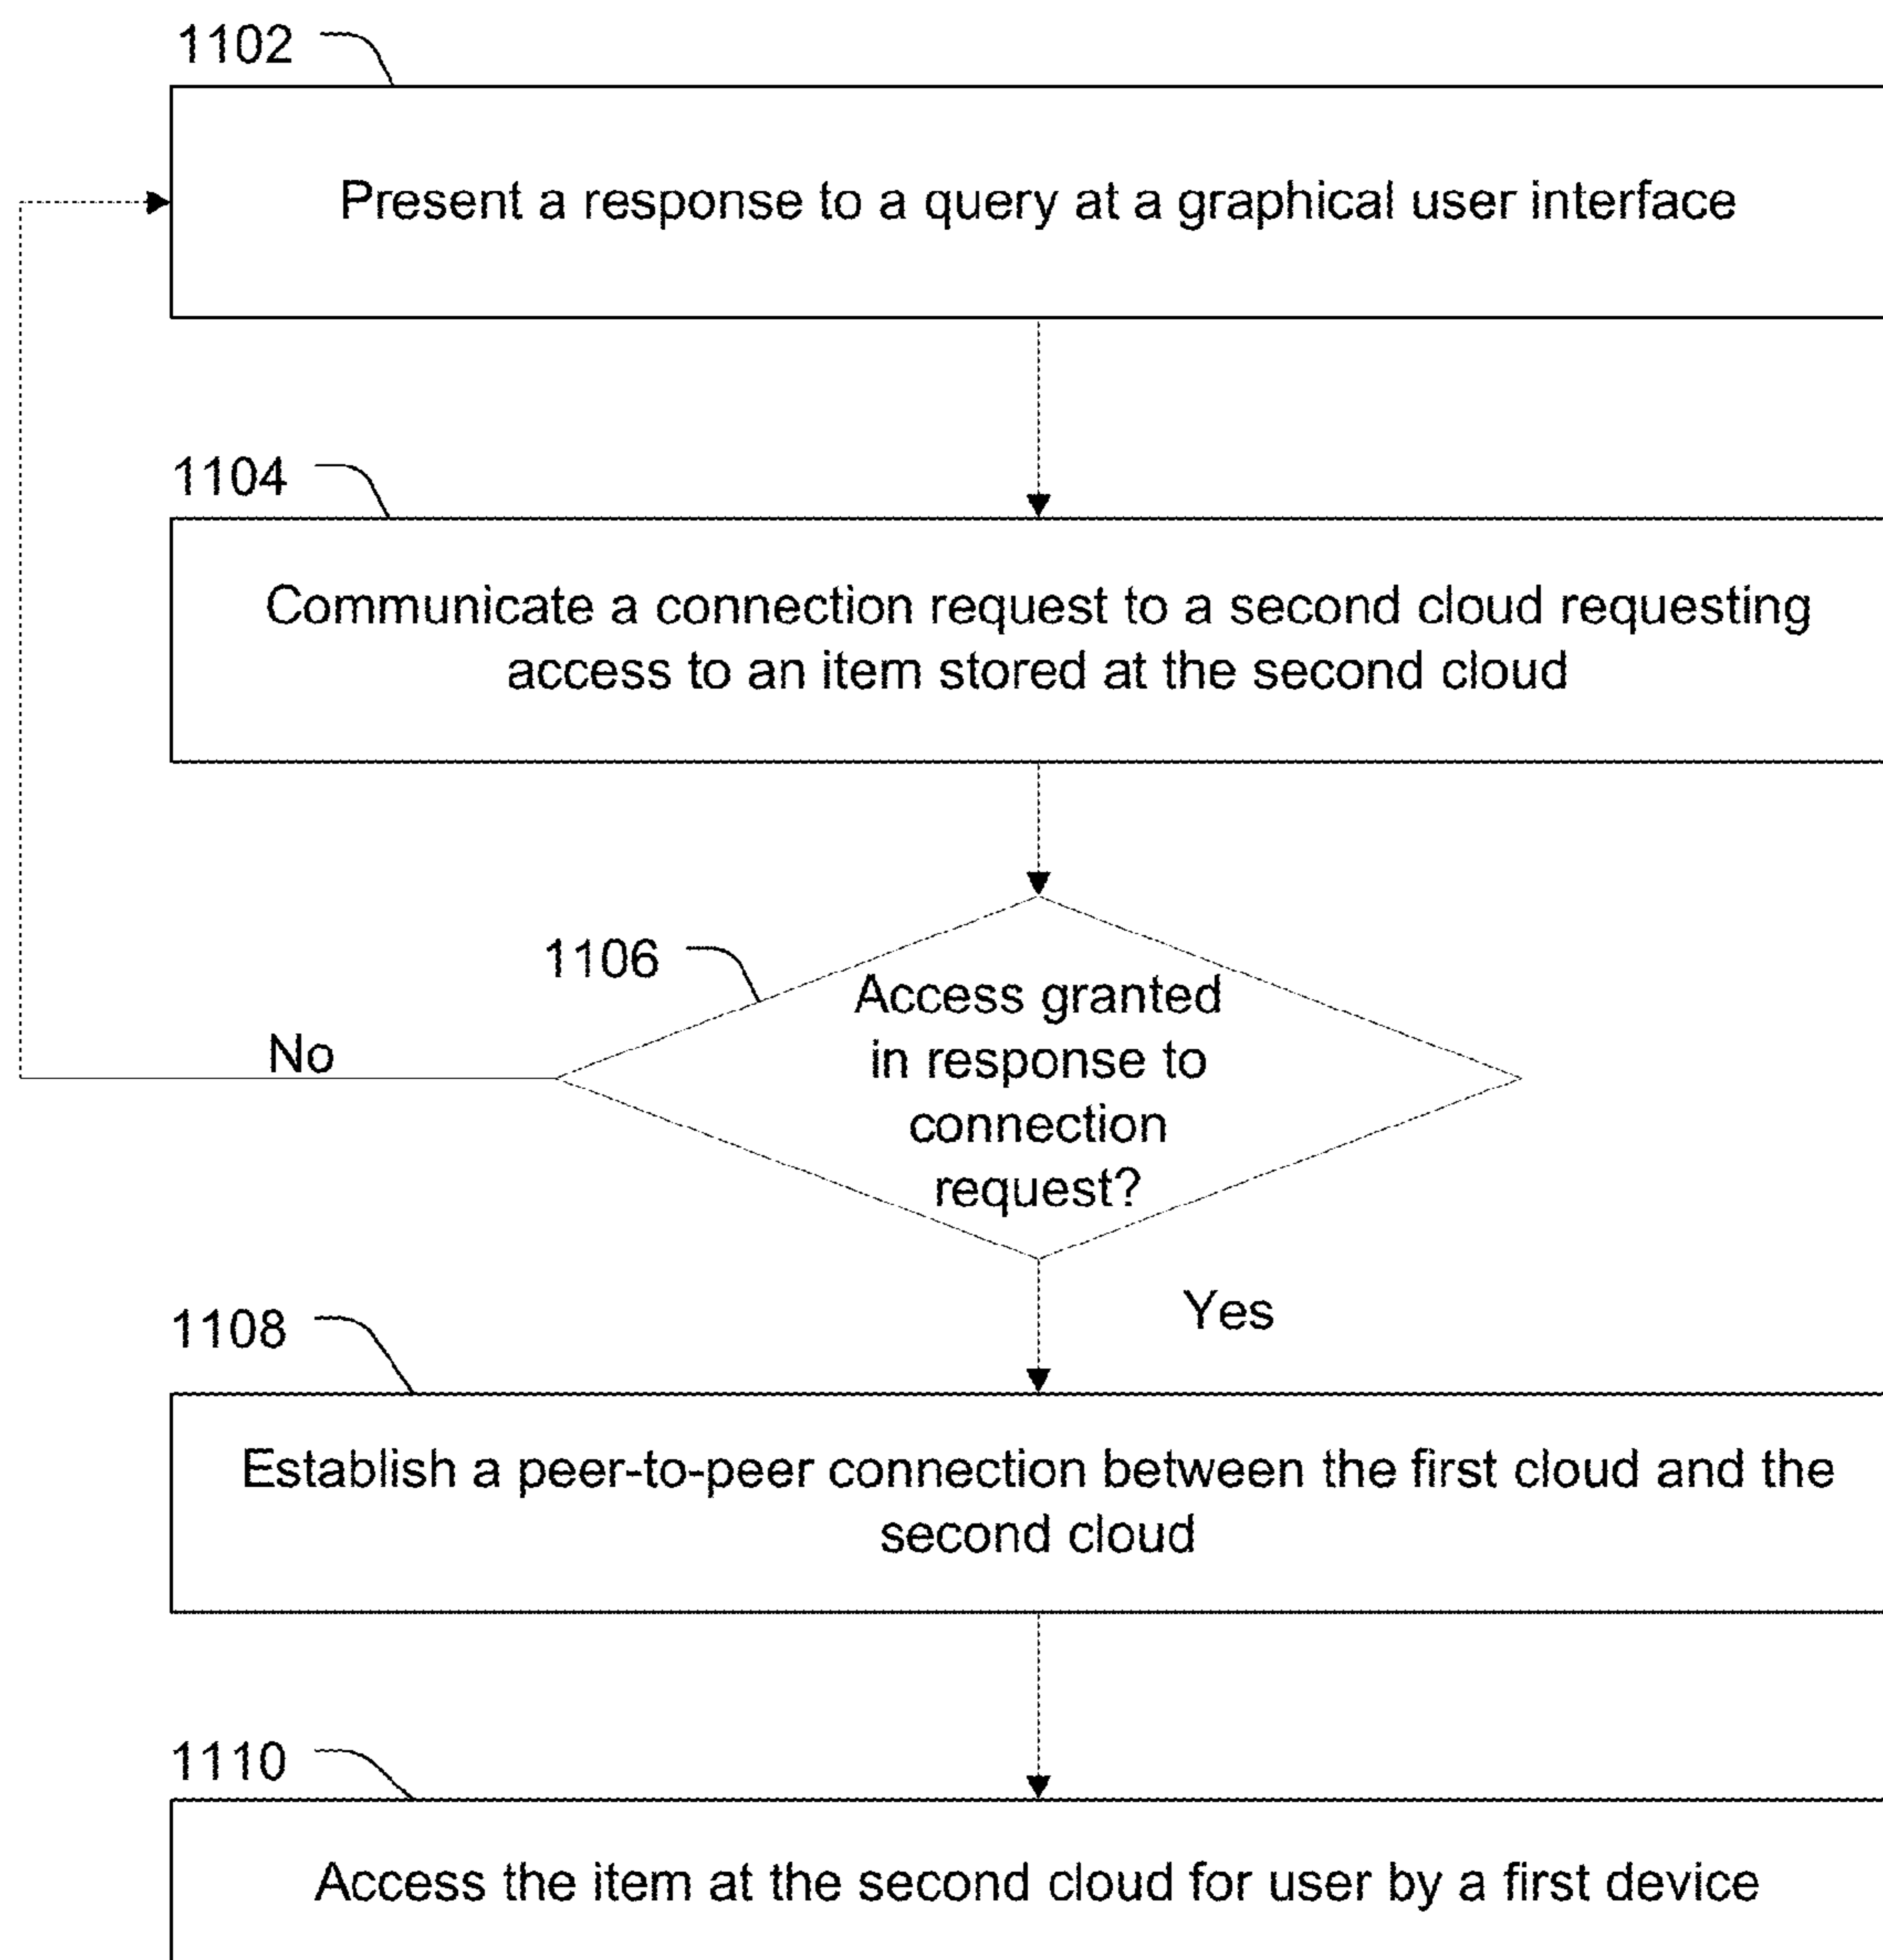 1102
Present a response to a query at a graphical user interface
1104
Communicate a connection request to a second cloud requesting
access to an item stored at the second cloud
1106
Access granted
in response to
connection
request?
No
Yes
1108
Establish a peer-to-peer connection between the first cloud and the
second cloud
1110
Access the item at the second cloud for user by a first device